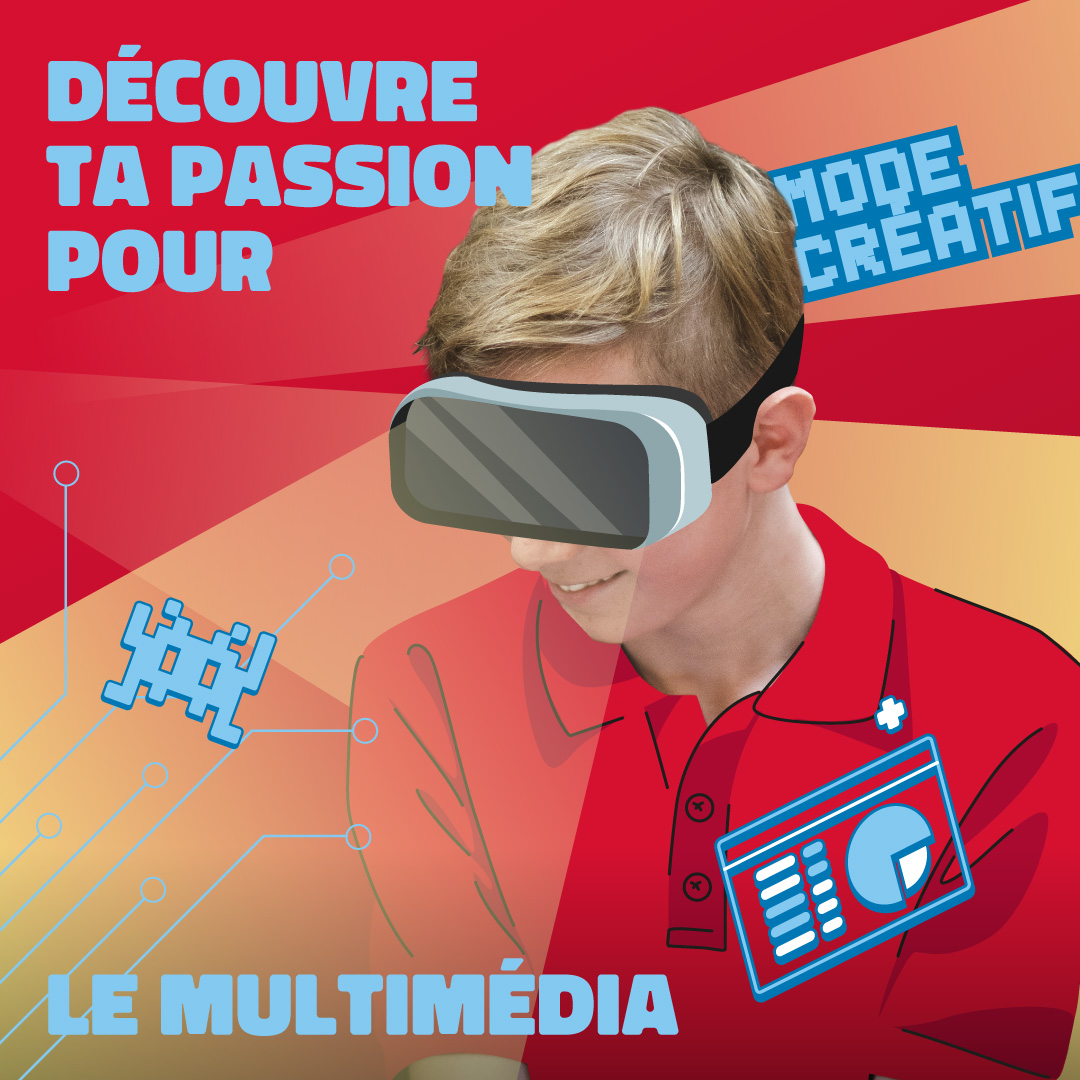 DÉCOUVRE
TA PASSION
POUR
MODE
CRÉATIF
LE MULTIMÉDIA